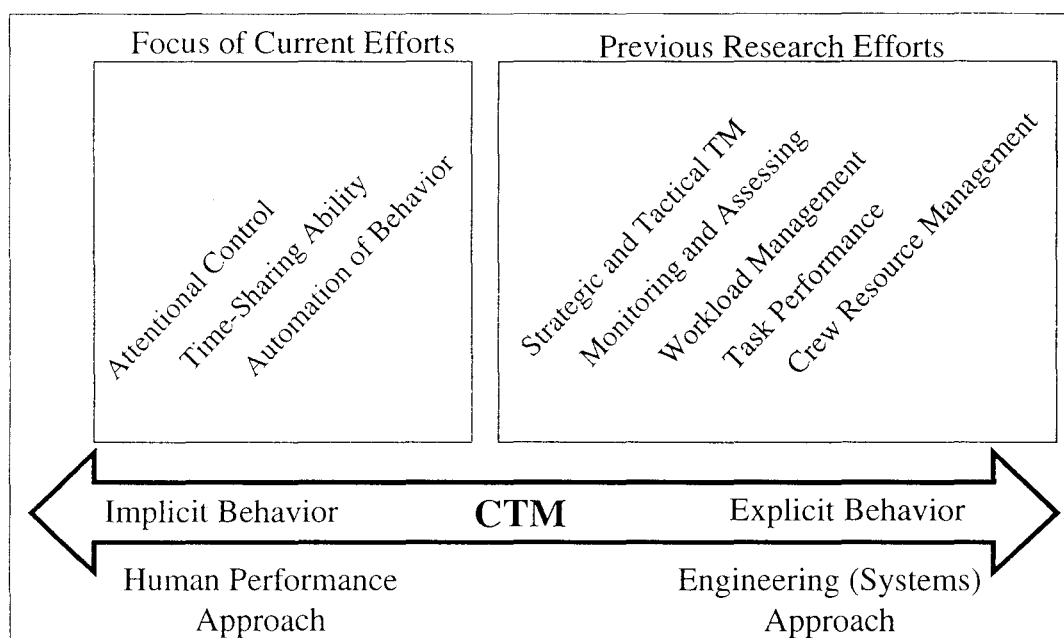 Focus of Current Efforts
Previous Research Efforts
Attentional Control
Time-Sharing Ability
Automation of Behavior
Strategic and Tactical TM
Monitoring and Assessing
Workload Management
Task Performance
Crew Resource Management
Implicit Behavior
CTM
Explicit Behavior
Human Performance
Approach
Engineering (Systems)
Approach